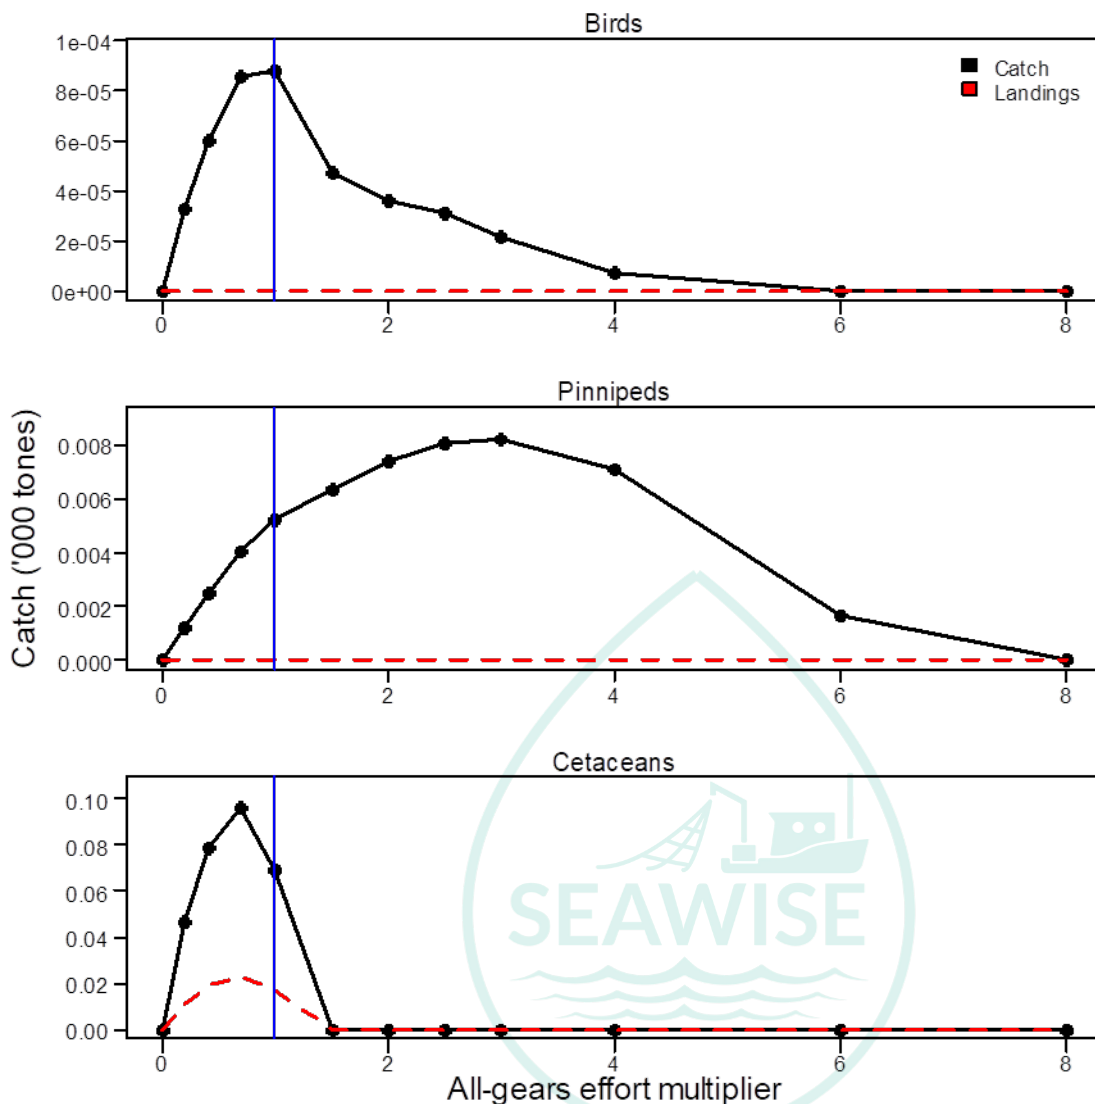 Birds
1e-04
8e-05
6e-05
4e-05
2e-05
0e+00
Catch
Landings
0 2 4 6 8
Pinnipeds
0.008
0.006
0.004
0.002
0.000
0 2 4 6 8
Catch ('000 tones)
Cetaceans
0.10
0.08
0.06
0.04
0.02
0.00
SEAWISE
0 2 4 6 8
All-gears effort multiplier